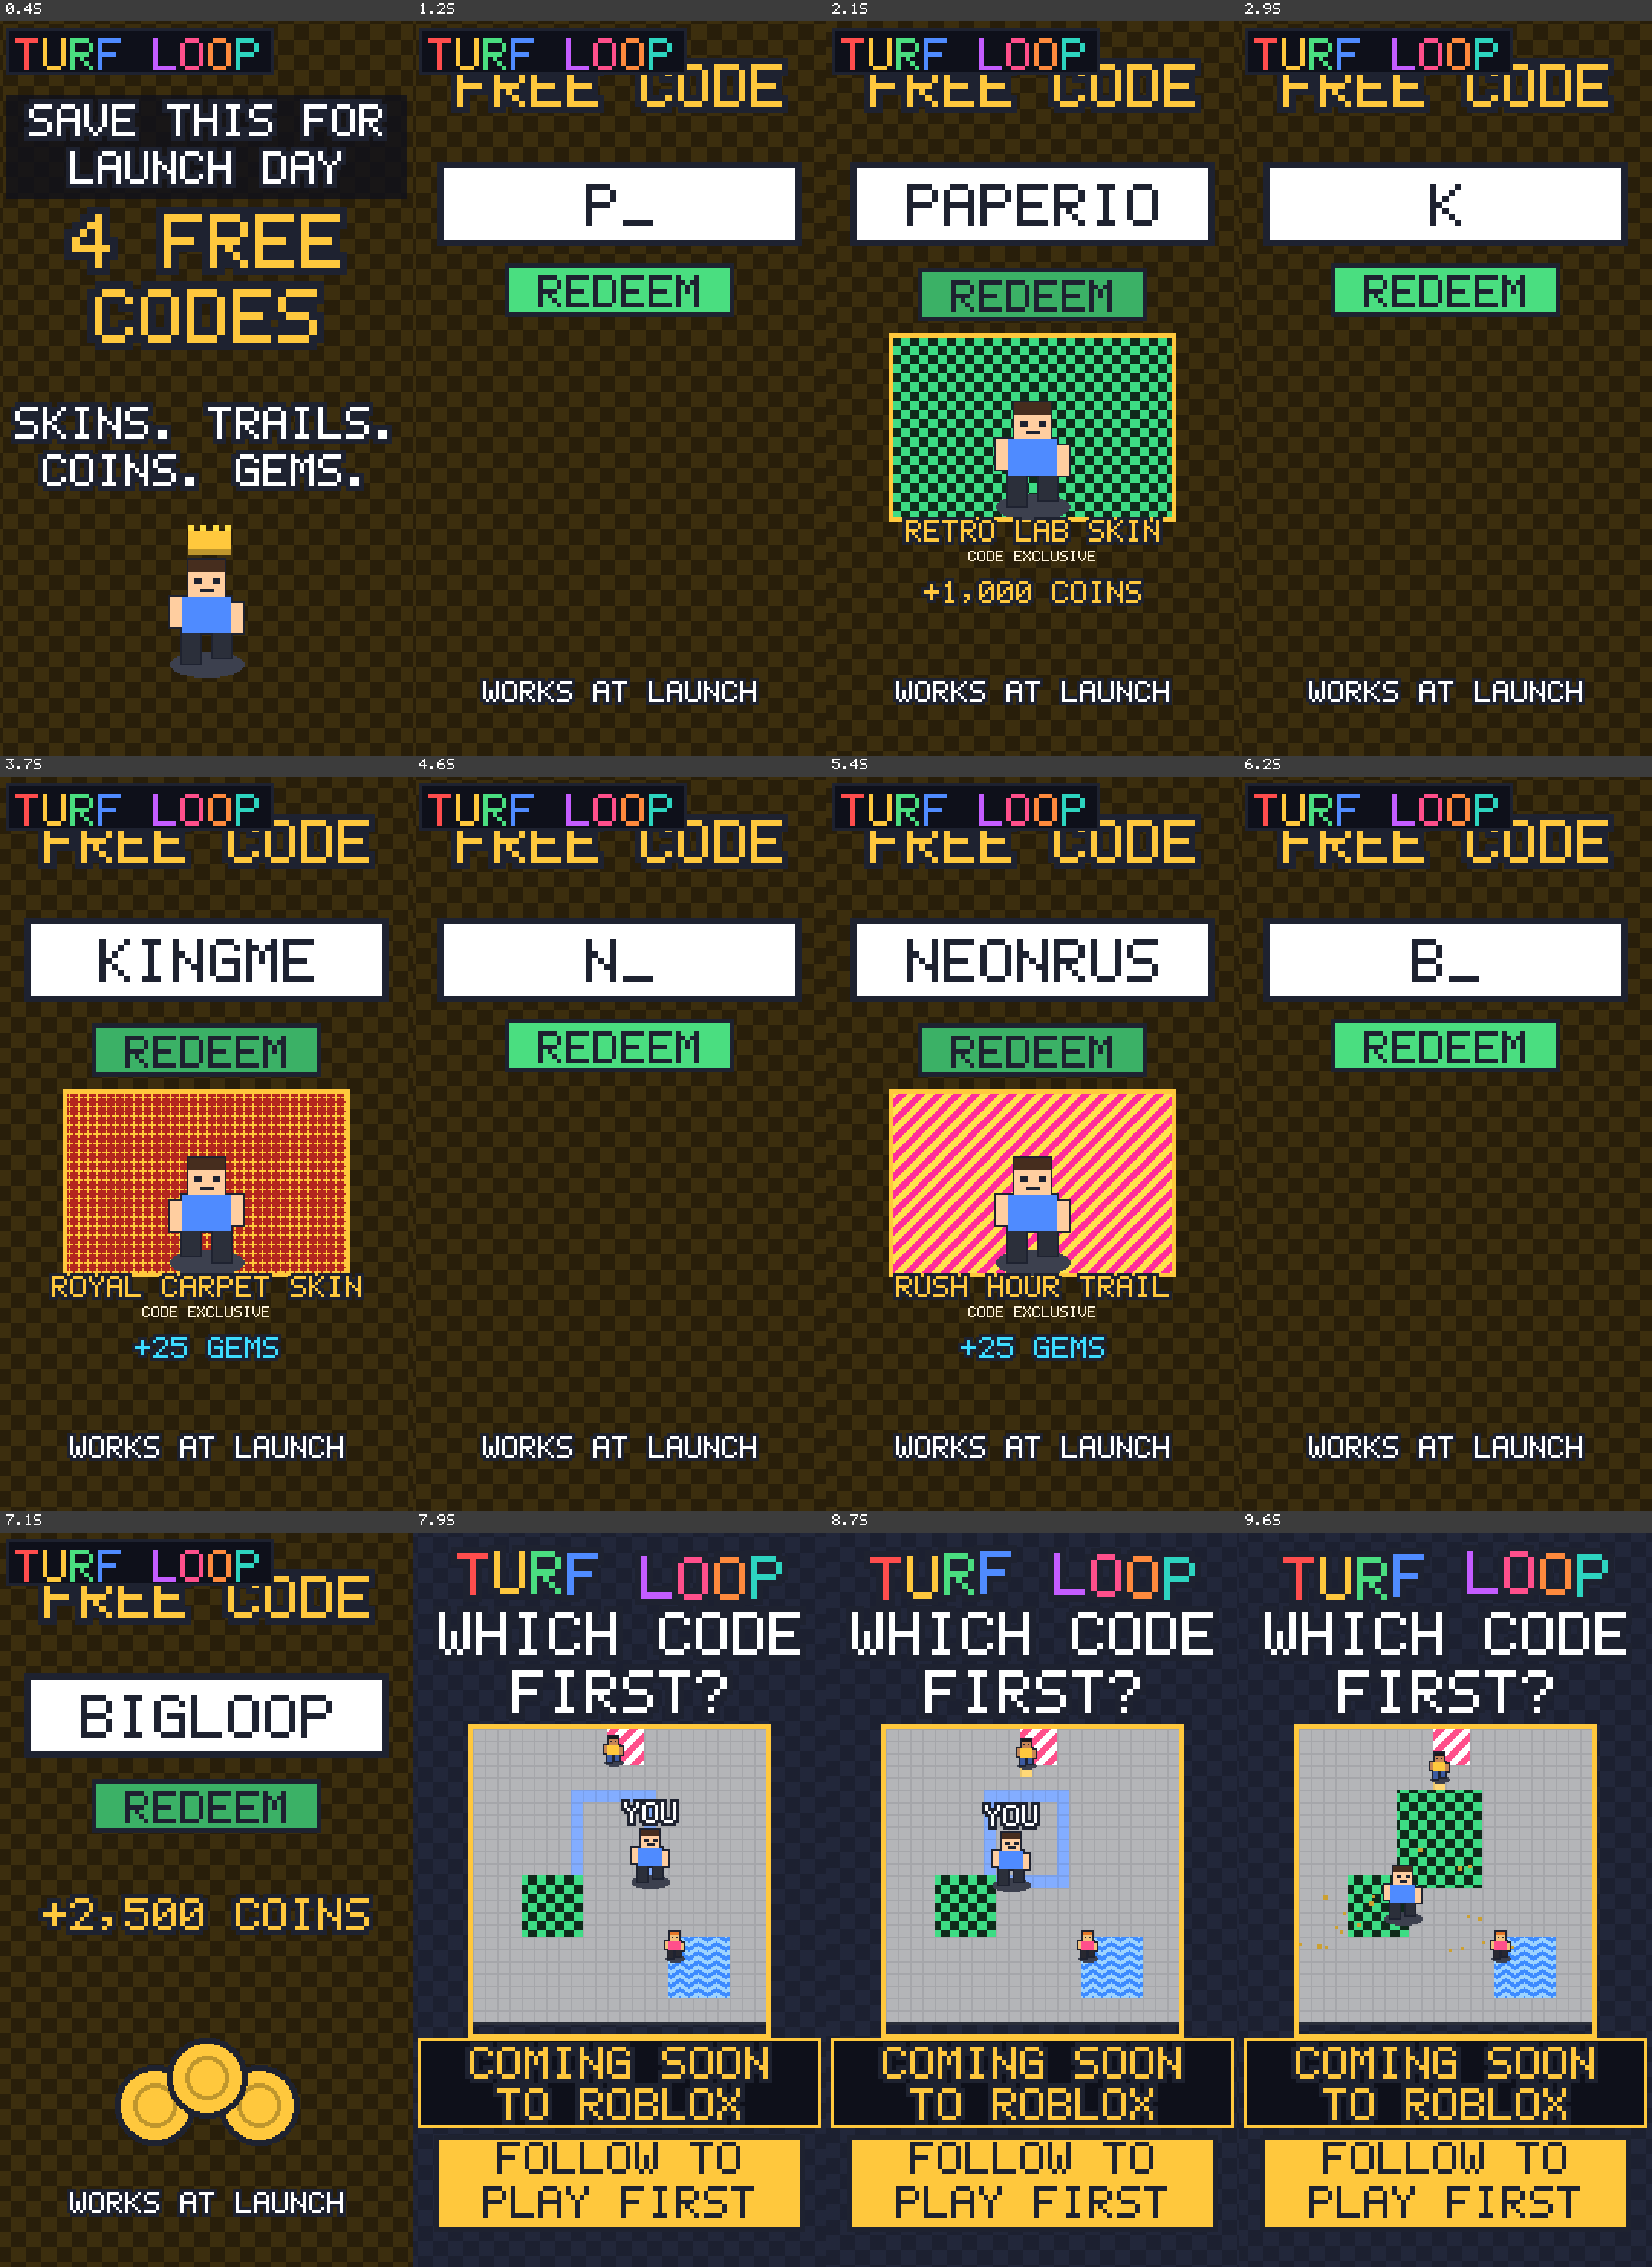 0.4S
TURF LOOP
SAVE THIS FOR
LAUNCH DAY
4 FREE
CODES
SKINS. TRAILS.
COINS. GEMS.
1.2S
TURF LOOP
FREE CODE
P_
REDEEM
WORKS AT LAUNCH
2.1S
TURF LOOP
FREE CODE
PAPERIO
REDEEM
RETRO LAB SKIN
CODE EXCLUSIVE
+1,000 COINS
WORKS AT LAUNCH
2.9S
TURF LOOP
FREE CODE
K
REDEEM
WORKS AT LAUNCH
3.7S
TURF LOOP
FREE CODE
KINGME
REDEEM
ROYAL CARPET SKIN
CODE EXCLUSIVE
+25 GEMS
WORKS AT LAUNCH
4.6S
TURF LOOP
FREE CODE
N_
REDEEM
WORKS AT LAUNCH
5.4S
TURF LOOP
FREE CODE
NEONRUS
REDEEM
RUSH HOUR TRAIL
CODE EXCLUSIVE
+25 GEMS
WORKS AT LAUNCH
6.2S
TURF LOOP
FREE CODE
B_
REDEEM
WORKS AT LAUNCH
7.1S
TURF LOOP
FREE CODE
BIGLOOP
REDEEM
+2,500 COINS
WORKS AT LAUNCH
7.9S
TURF LOOP
WHICH CODE
FIRST?
YOU
COMING SOON
TO ROBLOX
FOLLOW TO
PLAY FIRST
8.7S
TURF LOOP
WHICH CODE
FIRST?
YOU
COMING SOON
TO ROBLOX
FOLLOW TO
PLAY FIRST
9.6S
TURF LOOP
WHICH CODE
FIRST?
COMING SOON
TO ROBLOX
FOLLOW TO
PLAY FIRST